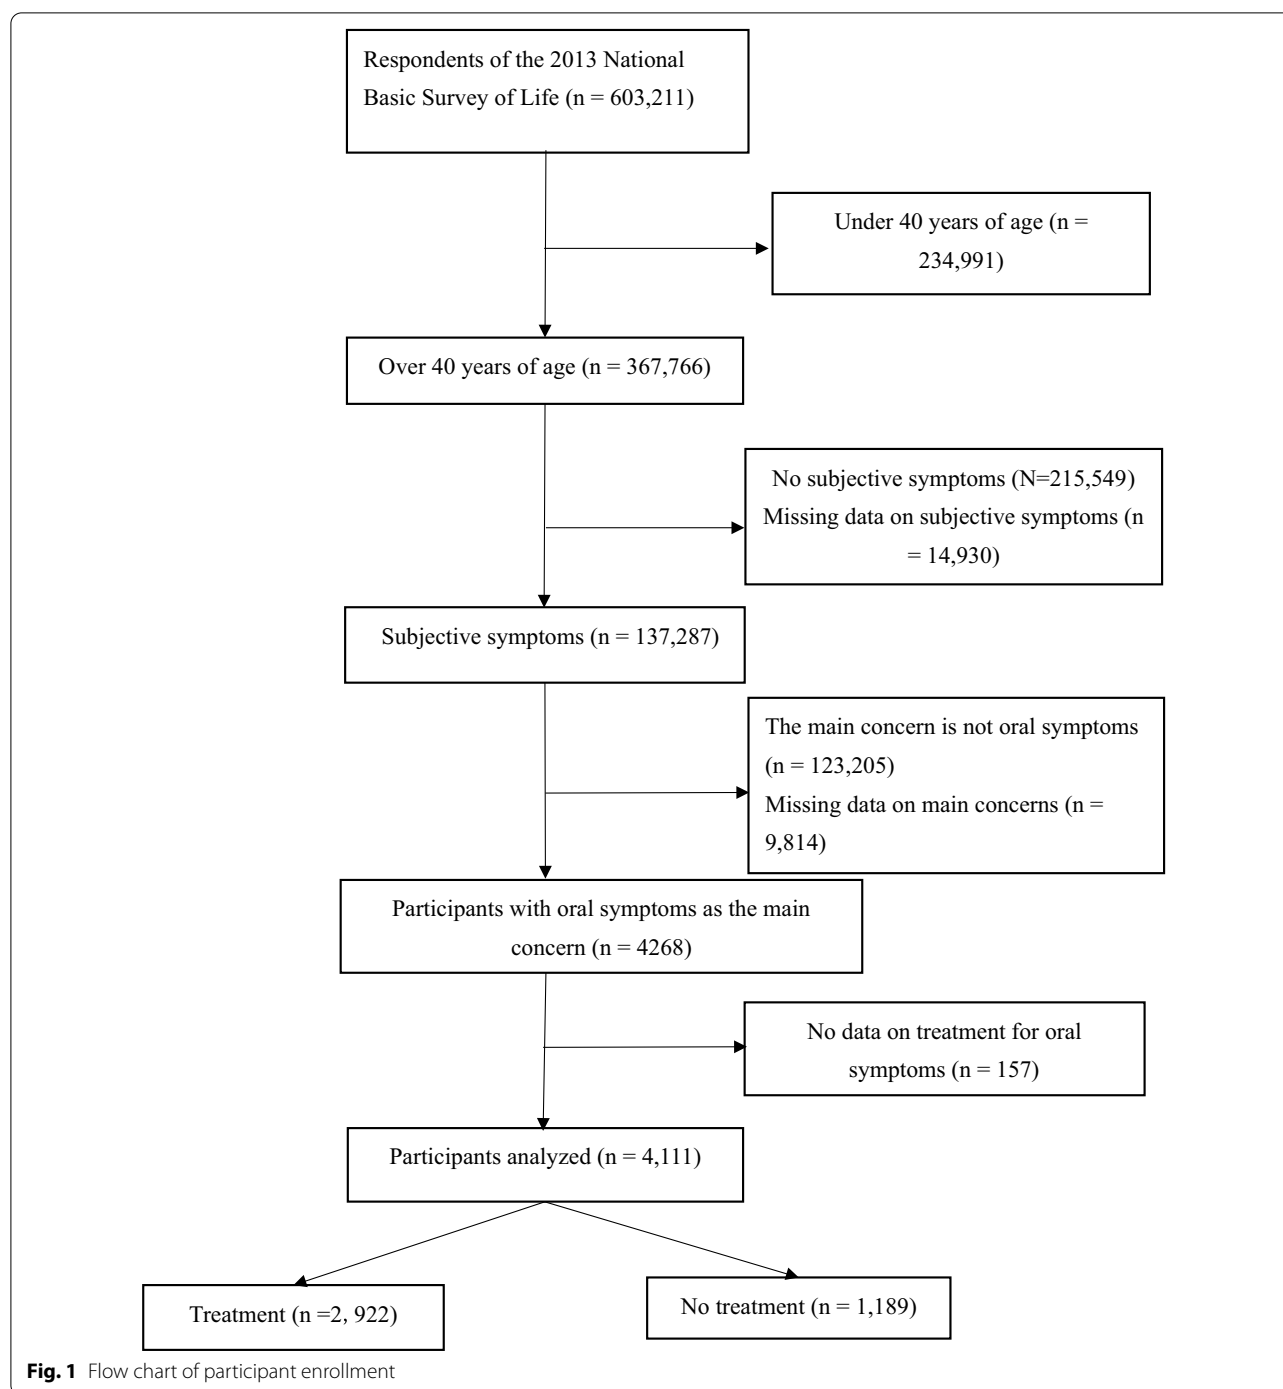 Respondents of the 2013 National
Basic Survey of Life (n = 603,211)
Under 40 years of age (n =
234,991)
Over 40 years of age (n = 367,766)
No subjective symptoms (N=215,549)
Missing data on subjective symptoms (n
= 14,930)
Subjective symptoms (n = 137,287)
The main concern is not oral symptoms
(n = 123,205)
Missing data on main concerns (n =
9,814)
Participants with oral symptoms as the main
concern (n = 4268)
No data on treatment for oral
symptoms (n = 157)
Participants analyzed (n = 4,111)
Treatment (n =2, 922)
No treatment (n = 1,189)
Fig. 1 Flow chart of participant enrollment